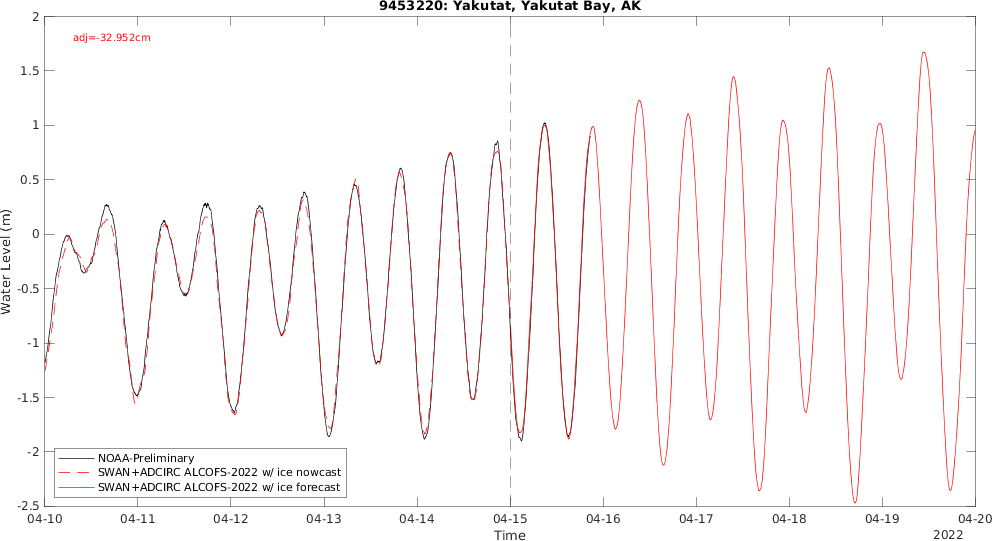 9453220: Yakutat, Yakutat Bay, AK
adj=-32.952cm
Water Level (m)
2
1.5
1
0.5
0
-0.5
-1
-1.5
-2
-2.5
NOAA-Preliminary
SWAN+ADCIRC ALCOFS-2022 w/ ice nowcast
SWAN+ADCIRC ALCOFS-2022 w/ ice forecast
04-10 04-11 04-12 04-13 04-14 04-15 04-16 04-17 04-18 04-19 04-20
Time
2022